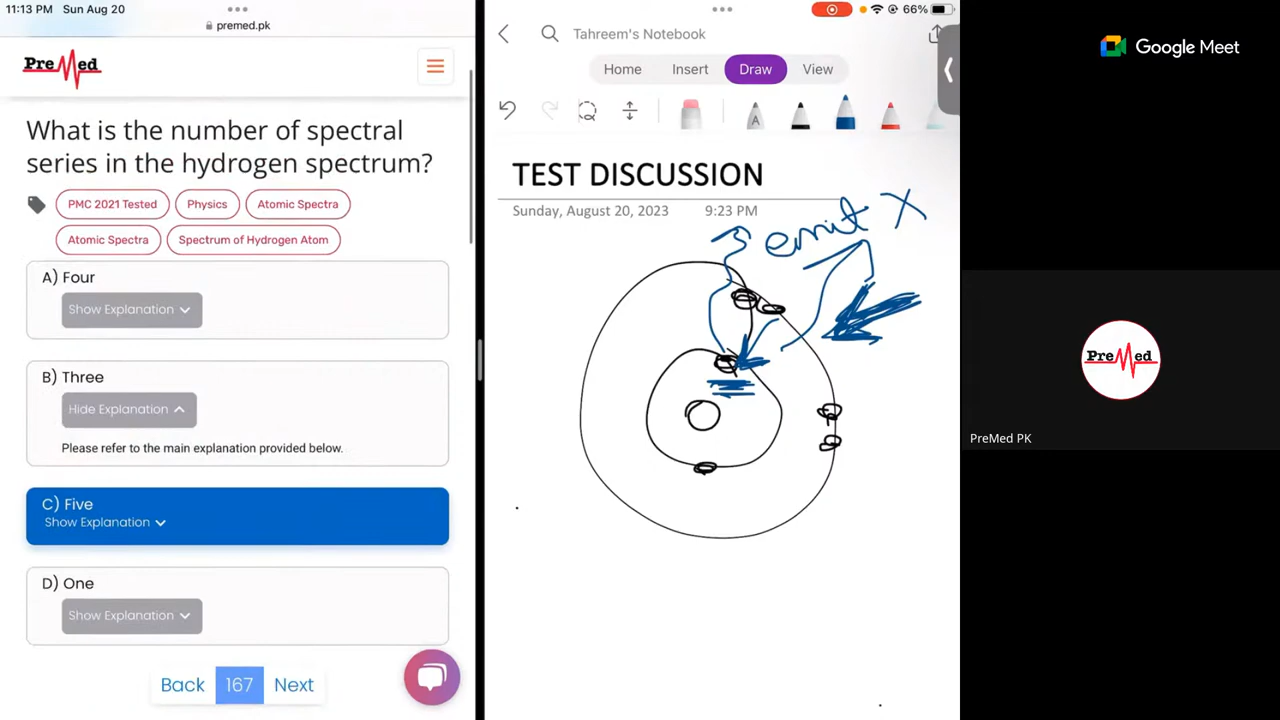 11:13 PM Sun Aug 20
premed.pk
PreMed
What is the number of spectral
series in the hydrogen spectrum?
PMC 2021 Tested
Physics
Atomic Spectra
Atomic Spectra
Spectrum of Hydrogen Atom
A) Four
Show Explanation
B) Three
Hide Explanation
Please refer to the main explanation provided below.
C) Five
Show Explanation
D) One
Show Explanation
Back 167 Next
66%
Tahreem's Notebook
Home Insert Draw View
A
TEST DISCUSSION
Sunday, August 20, 2023 9:23 PM
emit X
Google Meet
PreMed
PreMed PK